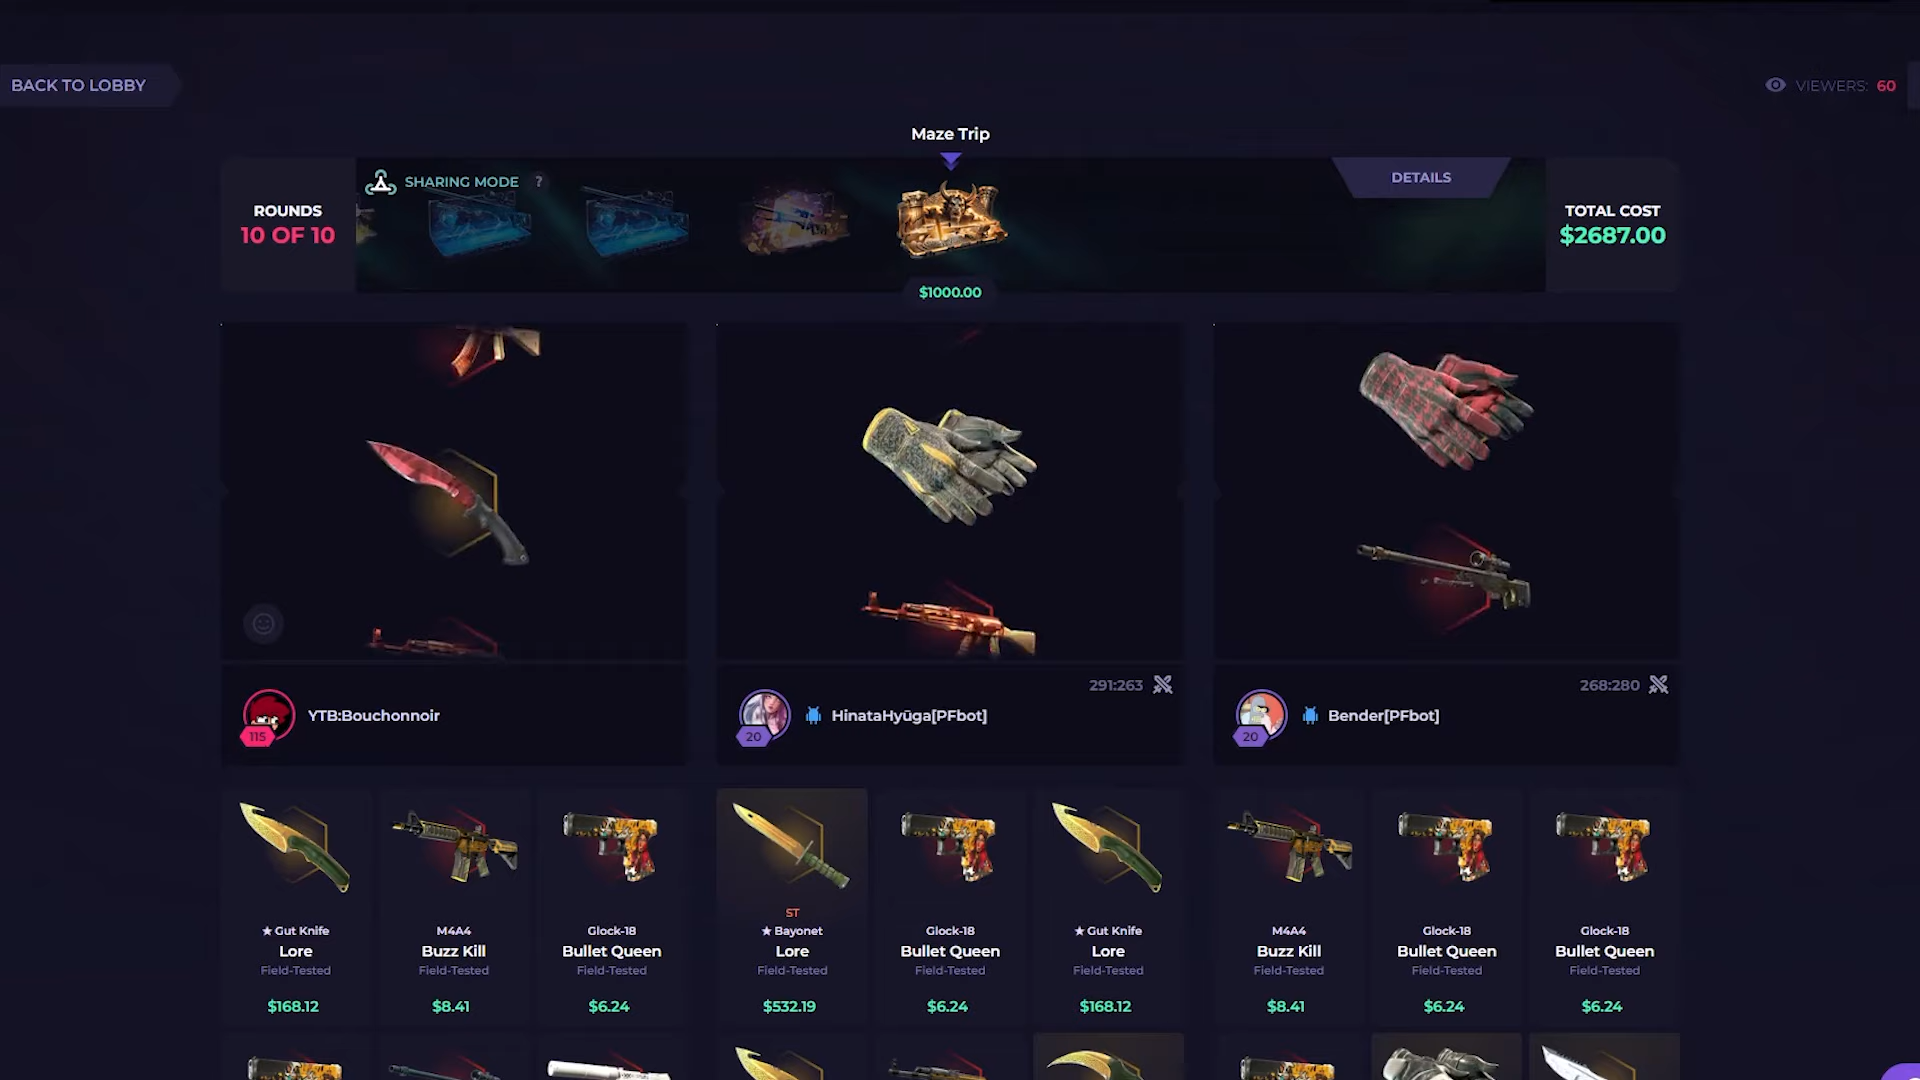 BACK TO LOBBY
VIEWERS: 60
Maze Trip
ROUNDS
10 OF 10
SHARING MODE ?
DETAILS
TOTAL COST
$2687.00
$1000.00
115
YTB:Bouchonnoir
291:263
20
HinataHyūga[PFbot]
268:280
20
Bender[PFbot]
★ Gut Knife
Lore
Field-Tested
$168.12
M4A4
Buzz Kill
Field-Tested
$8.41
Glock-18
Bullet Queen
Field-Tested
$6.24
ST
★ Bayonet
Lore
Field-Tested
$532.19
Glock-18
Bullet Queen
Field-Tested
$6.24
★ Gut Knife
Lore
Field-Tested
$168.12
M4A4
Buzz Kill
Field-Tested
$8.41
Glock-18
Bullet Queen
Field-Tested
$6.24
Glock-18
Bullet Queen
Field-Tested
$6.24